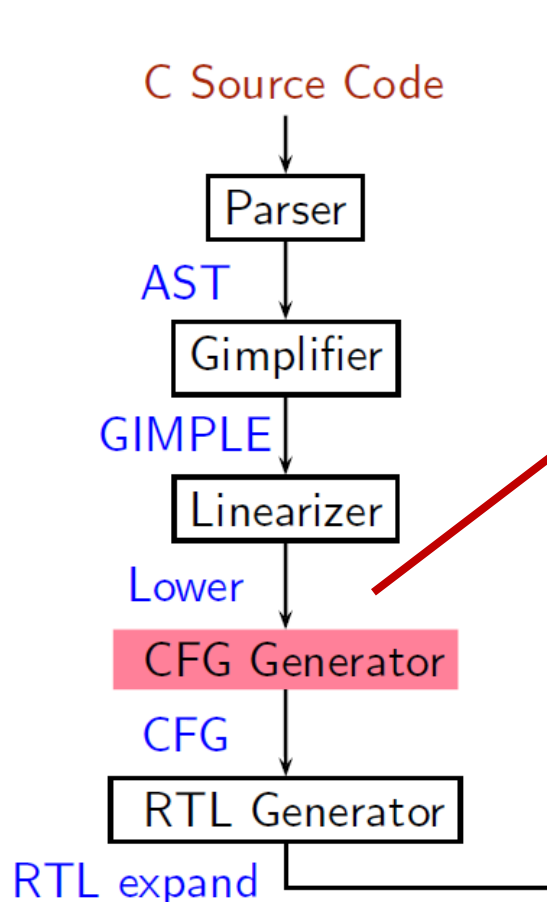 C Source Code
Parser
AST
Gimplifier
GIMPLE
Linearizer
Lower
CFG Generator
CFG
RTL Generator
RTL expand